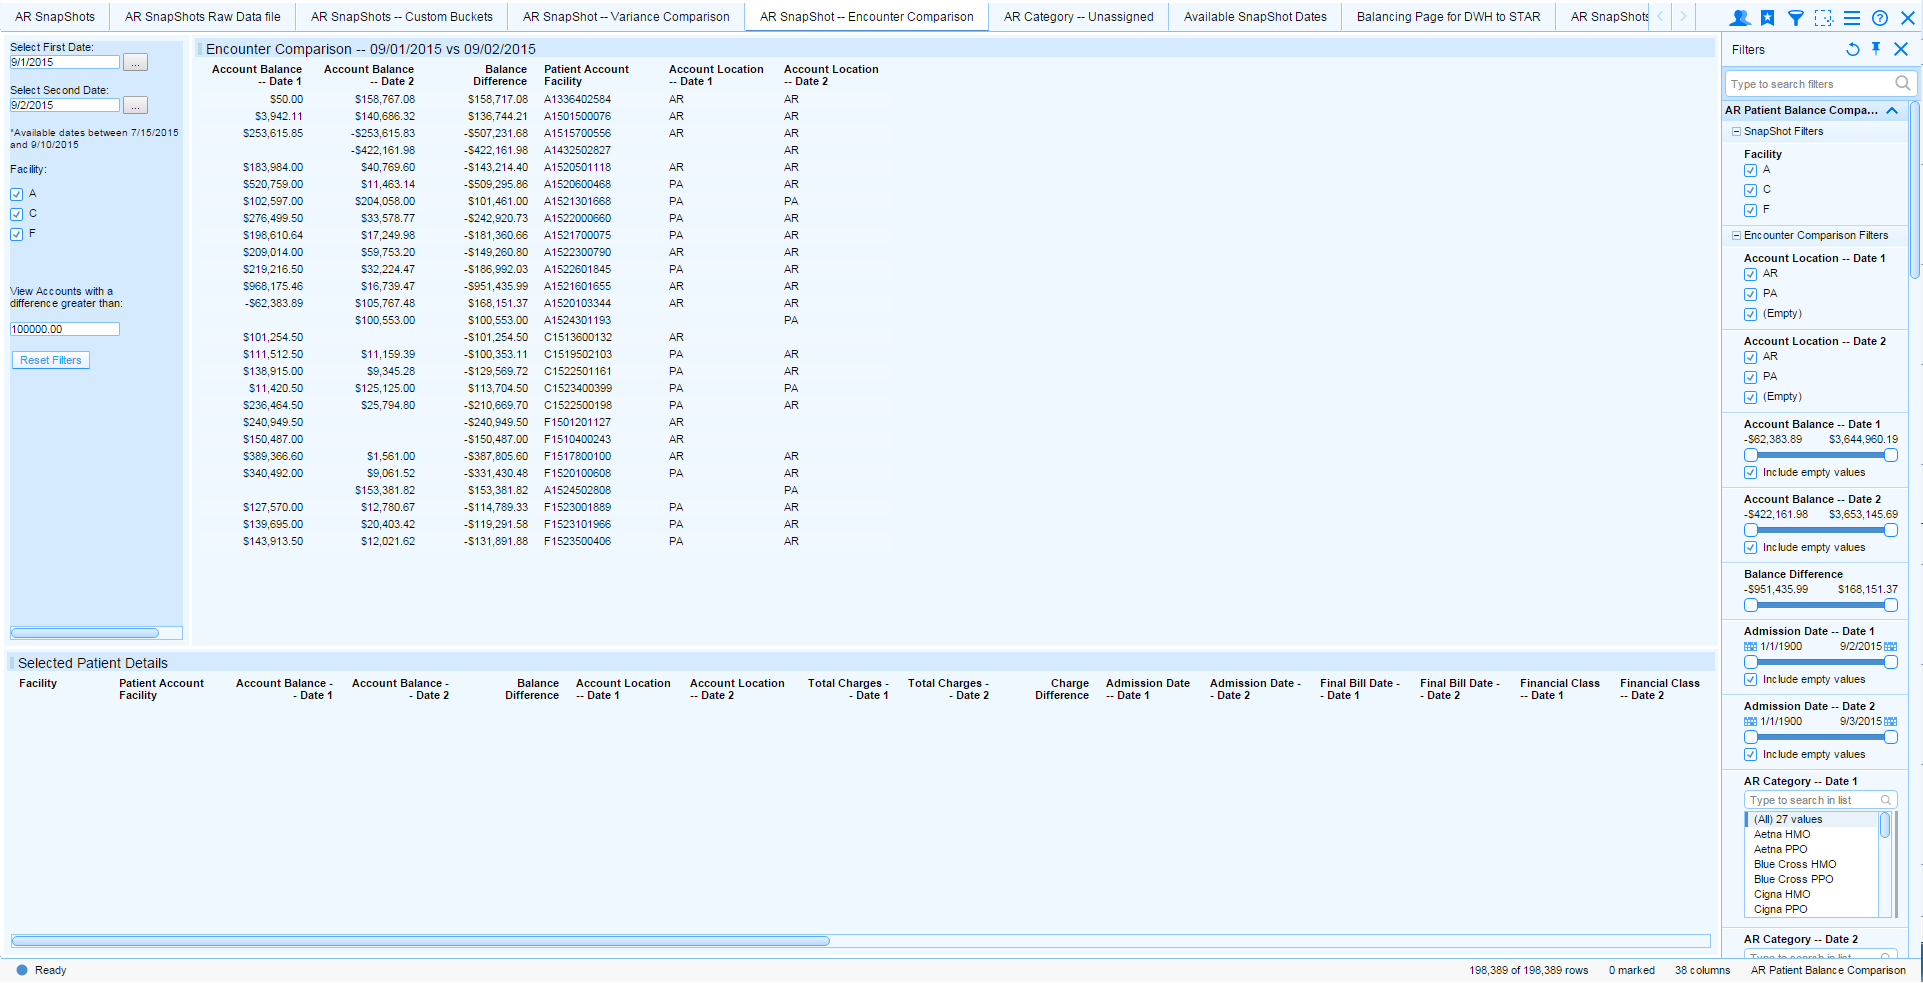 AR SnapShots	AR SnapShots Raw Data file	AR SnapShots -- Custom Buckets	AR SnapShot -- Variance Comparison	AR SnapShot -- Encounter Comparison	AR Category -- Unassigned	Available SnapShot Dates	Balancing Page for DWH to STAR	AR SnapShots
Select First Date:
9/1/2015 ...
Select Second Date:
9/2/2015 ...
*Available dates between 7/15/2015
and 9/10/2015
Facility:
A
C
F
View Accounts with a
difference greater than:
100000.00
Reset Filters
Encounter Comparison -- 09/01/2015 vs 09/02/2015
Account Balance	Account Balance	Balance	Patient Account	Account Location	Account Location
-- Date 1	-- Date 2	Difference	Facility	-- Date 1	-- Date 2
$50.00	$158,767.08	$158,717.08	A1336402584	AR	AR
$3,942.11	$140,686.32	$136,744.21	A1501500076	AR	AR
$253,615.85	-$253,615.83	-$507,231.68	A1515700556	AR	AR
-$422,161.98	-$422,161.98	A1432502827	AR
$183,984.00	$40,769.60	-$143,214.40	A1520501118	AR	AR
$520,759.00	$11,463.14	-$509,295.86	A1520600468	PA	AR
$102,597.00	$204,058.00	$101,461.00	A1521301668	PA	PA
$276,499.50	$33,578.77	-$242,920.73	A1522000660	PA	AR
$198,610.64	$17,249.98	-$181,360.66	A1521700075	PA	AR
$209,014.00	$59,753.20	-$149,260.80	A1522300790	AR	AR
$219,216.50	$32,224.47	-$186,992.03	A1522601845	PA	AR
$968,175.46	$16,739.47	-$951,435.99	A1521601655	AR	AR
-$62,383.89	$105,767.48	$168,151.37	A1520103344	AR	AR
$100,553.00	$100,553.00	A1524301193	PA
$101,254.50	-$101,254.50	C1513600132	AR
$111,512.50	$11,159.39	-$100,353.11	C1519502103	PA	AR
$138,915.00	$9,345.28	-$129,569.72	C1522501161	PA	AR
$11,420.50	$125,125.00	$113,704.50	C1523400399	PA	PA
$236,464.50	$25,794.80	-$210,669.70	C1522500198	PA	AR
$240,949.50	-$240,949.50	F1501201127	AR
$150,487.00	-$150,487.00	F1510400243	AR
$389,366.60	$1,561.00	-$387,805.60	F1517800100	AR	AR
$340,492.00	$9,061.52	-$331,430.48	F1520100608	PA	AR
$153,381.82	$153,381.82	A1524502808	PA
$127,570.00	$12,780.67	-$114,789.33	F1523001889	PA	AR
$139,695.00	$20,403.42	-$119,291.58	F1523101966	PA	AR
$143,913.50	$12,021.62	-$131,891.88	F1523500406	PA	AR
Selected Patient Details
Facility	Patient Account	Account Balance -	Account Balance -	Balance	Account Location	Account Location	Total Charges -	Total Charges -	Charge	Admission Date	Admission Date -	Final Bill Date -	Final Bill Date -	Financial Class	Financial Class
Facility	- Date 1	- Date 2	Difference	-- Date 1	-- Date 2	- Date 1	- Date 2	Difference	-- Date 1	- Date 2	- Date 1	- Date 2	-- Date 1	-- Date 2
Filters
Type to search filters
AR Patient Balance Compa...
SnapShot Filters
Facility
A
C
F
Encounter Comparison Filters
Account Location -- Date 1
AR
PA
(Empty)
Account Location -- Date 2
AR
PA
(Empty)
Account Balance -- Date 1
-$62,383.89	$3,644,960.19
Include empty values
Account Balance -- Date 2
-$422,161.98	$3,653,145.69
Include empty values
Balance Difference
-$951,435.99	$168,151.37
Admission Date -- Date 1
1/1/1900	9/2/2015
Include empty values
Admission Date -- Date 2
1/1/1900	9/3/2015
Include empty values
AR Category -- Date 1
Type to search in list
(All) 27 values
Aetna HMO
Aetna PPO
Blue Cross HMO
Blue Cross PPO
Cigna HMO
Cigna PPO
AR Category -- Date 2
Type to search in list
Ready	198,389 of 198,389 rows	0 marked	38 columns	AR Patient Balance Comparison